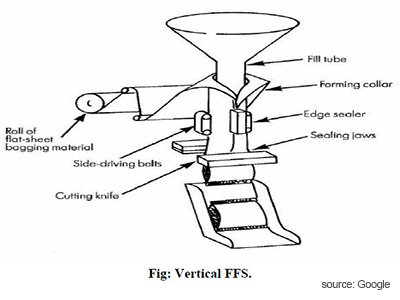 Fill tube
Forming collar
Edge sealer
Sealing jaws
Roll of
flat-sheet
bagging material
Side-driving belts
Cutting knife
Fig: Vertical FFS.
source: Google